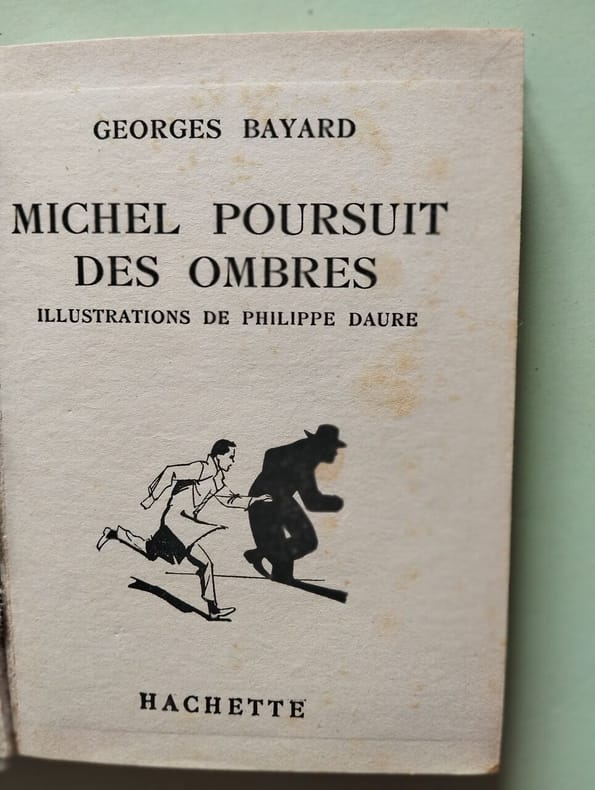 GEORGES BAYARD
MICHEL POURSUIT
DES OMBRES
ILLUSTRATIONS DE PHILIPPE DAURE
HACHETTE